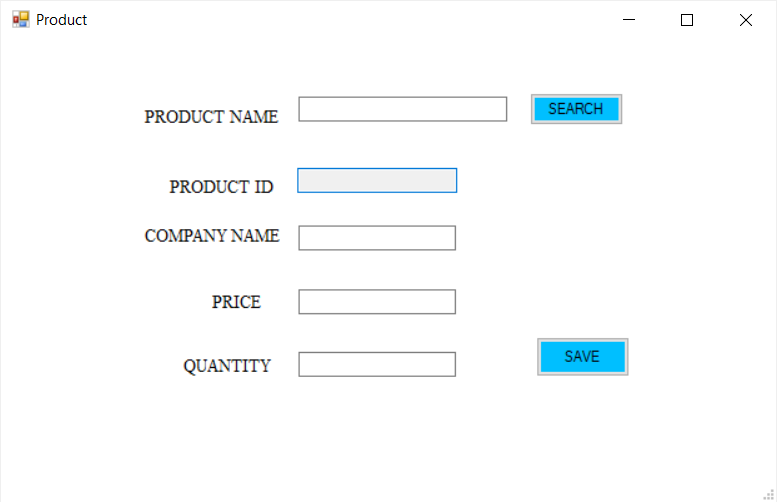 Product
PRODUCT NAME
SEARCH
PRODUCT ID
COMPANY NAME
PRICE
QUANTITY
SAVE